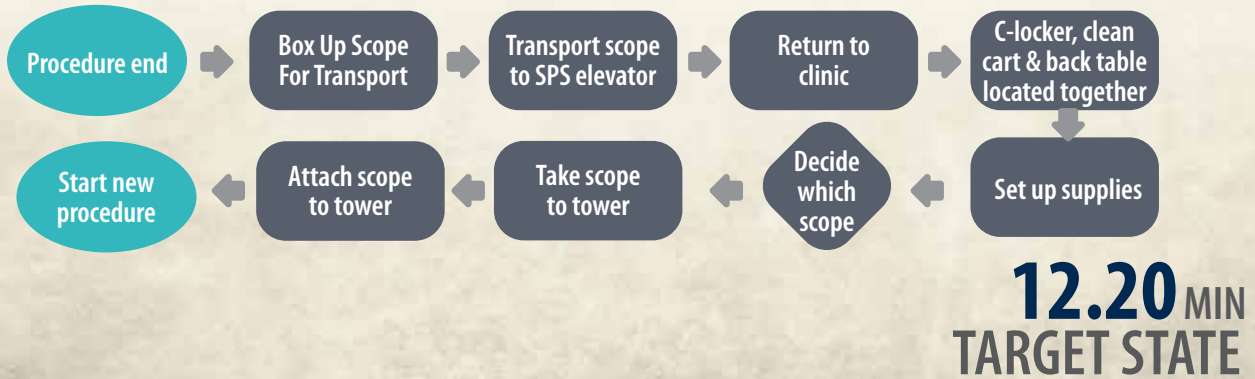 Procedure end
Box Up Scope
For Transport
Transport scope
to SPS elevator
Return to
clinic
C-locker, clean
cart & back table
located together
Set up supplies
Decide
which
scope
Take scope
to tower
Attach scope
to tower
Start new
procedure
12.20 MIN
TARGET STATE